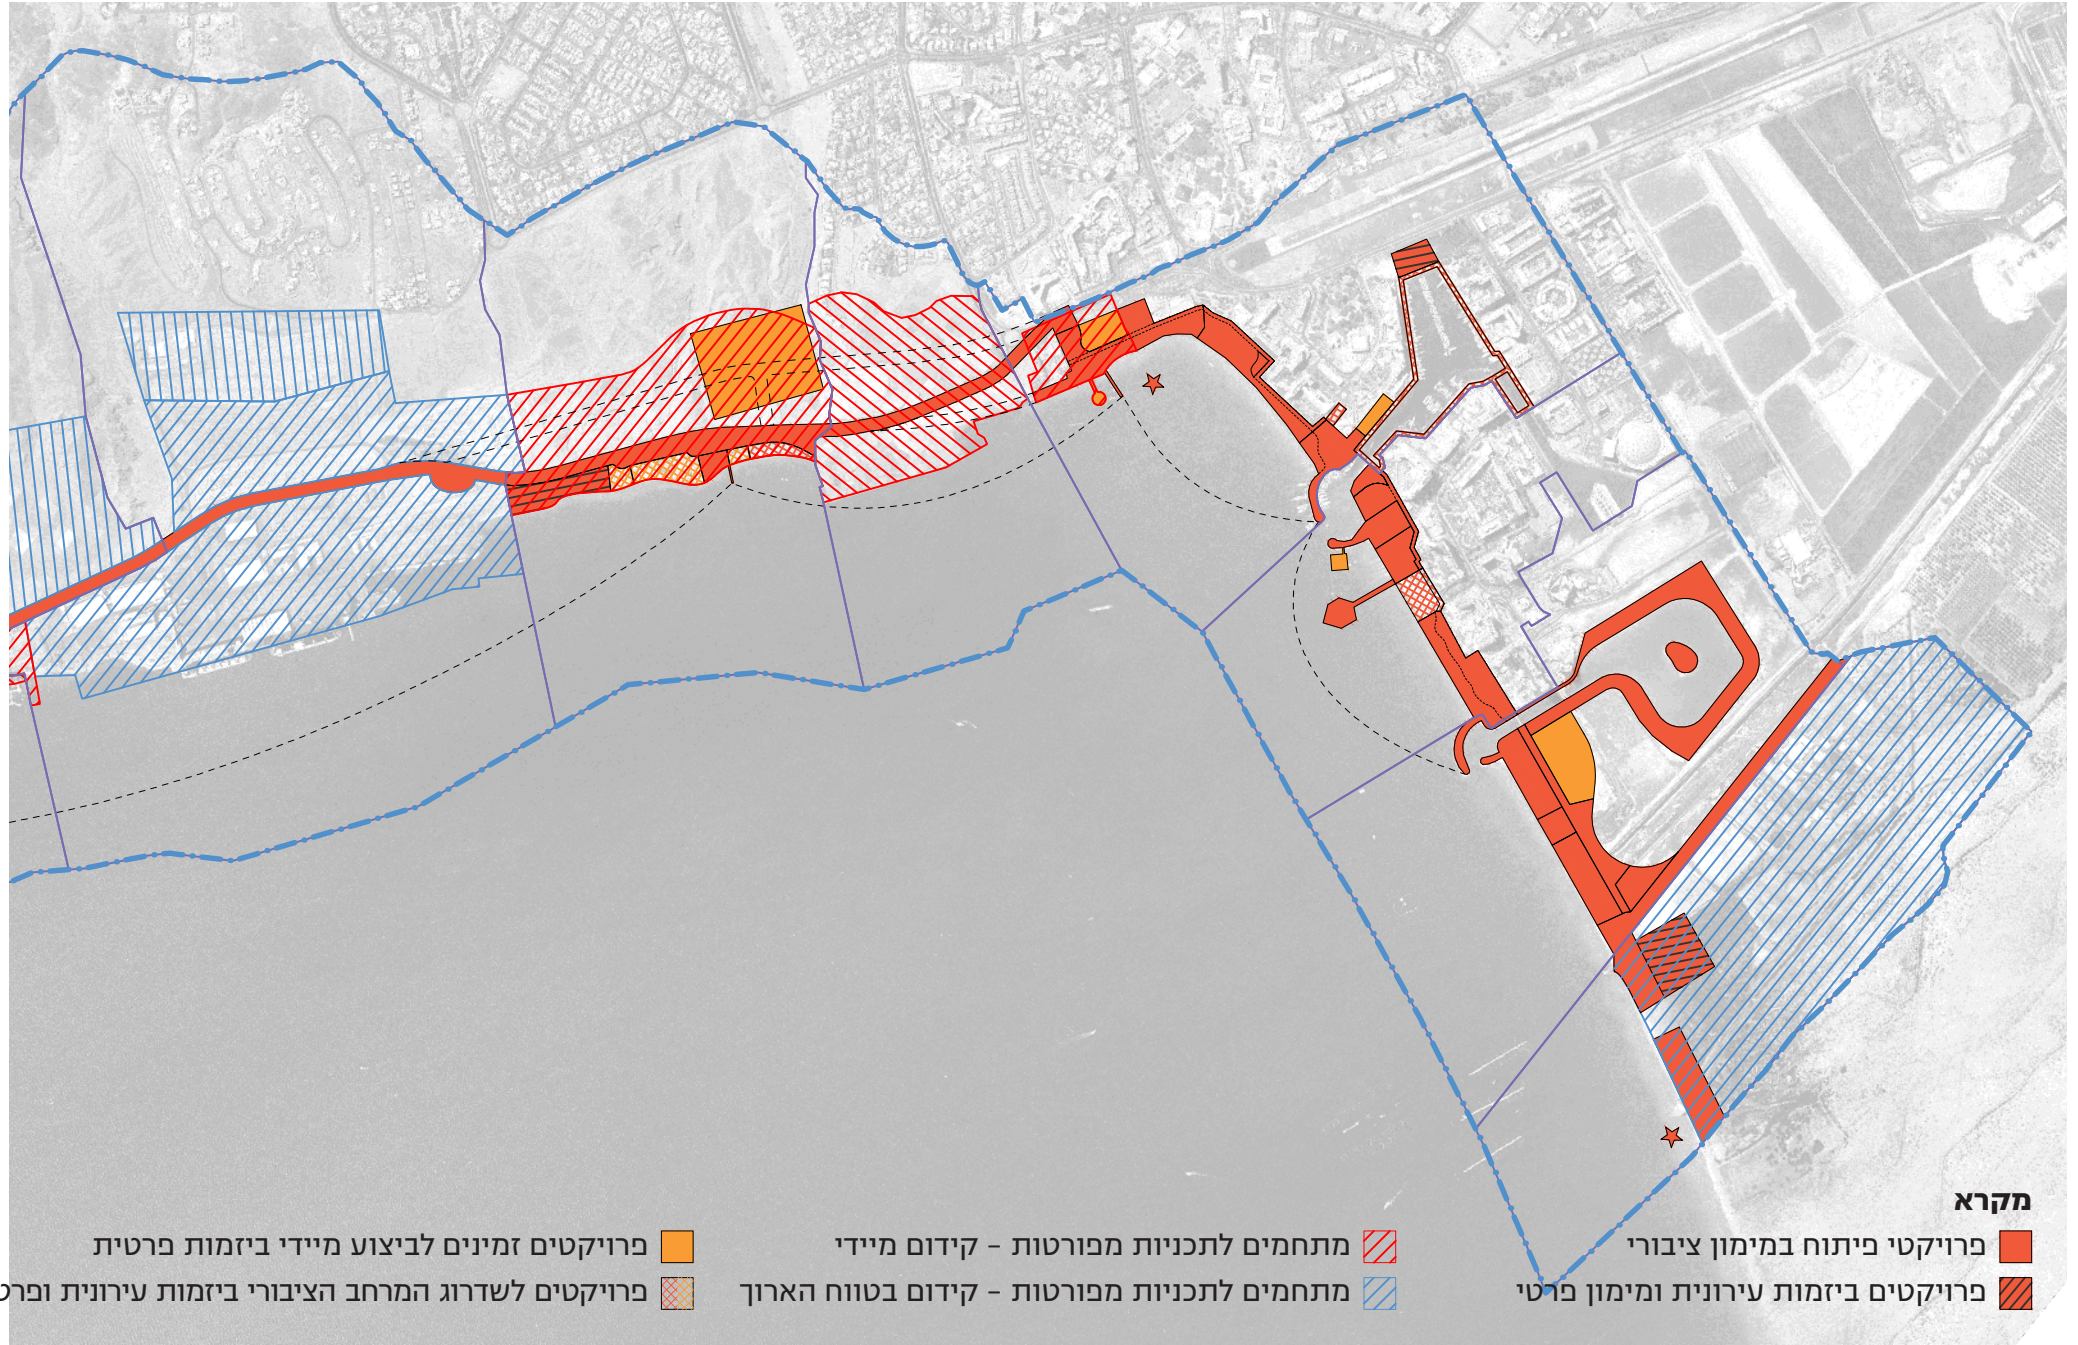 מקרא
פרויקטי פיתוח במימון ציבורי
פרויקטים ביזמות עירונית ומימון פרטי
מתחמים לתכניות מפורטות - קידום מיידי
מתחמים לתכניות מפורטות - קידום בטווח הארוך
פרויקטים זמינים לביצוע מיידי ביזמות פרטית
פרויקטים לשדרוג המרחב הציבורי ביזמות עירונית